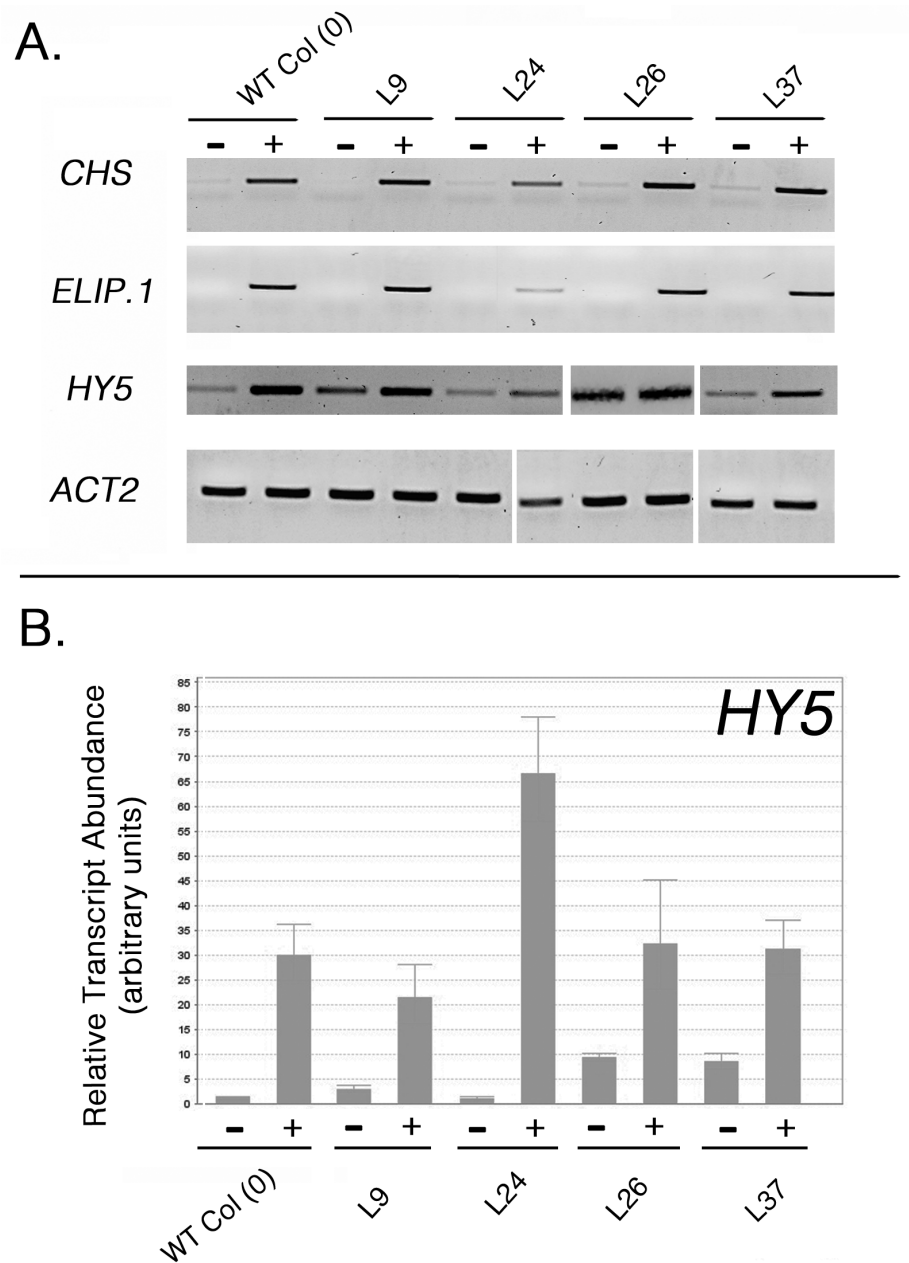 A.
WT Col (0) L9 L24 L26 L37
- + - + - + - + - +
CHS
ELIP.1
HY5
ACT2
B.
HY5
Relative Transcript Abundance
(arbitrary units)
85
80
75
70
65
60
55
50
45
40
35
30
25
20
15
10
5
0
- + - + - + - + - +
WT Col (0) L9 L24 L26 L37